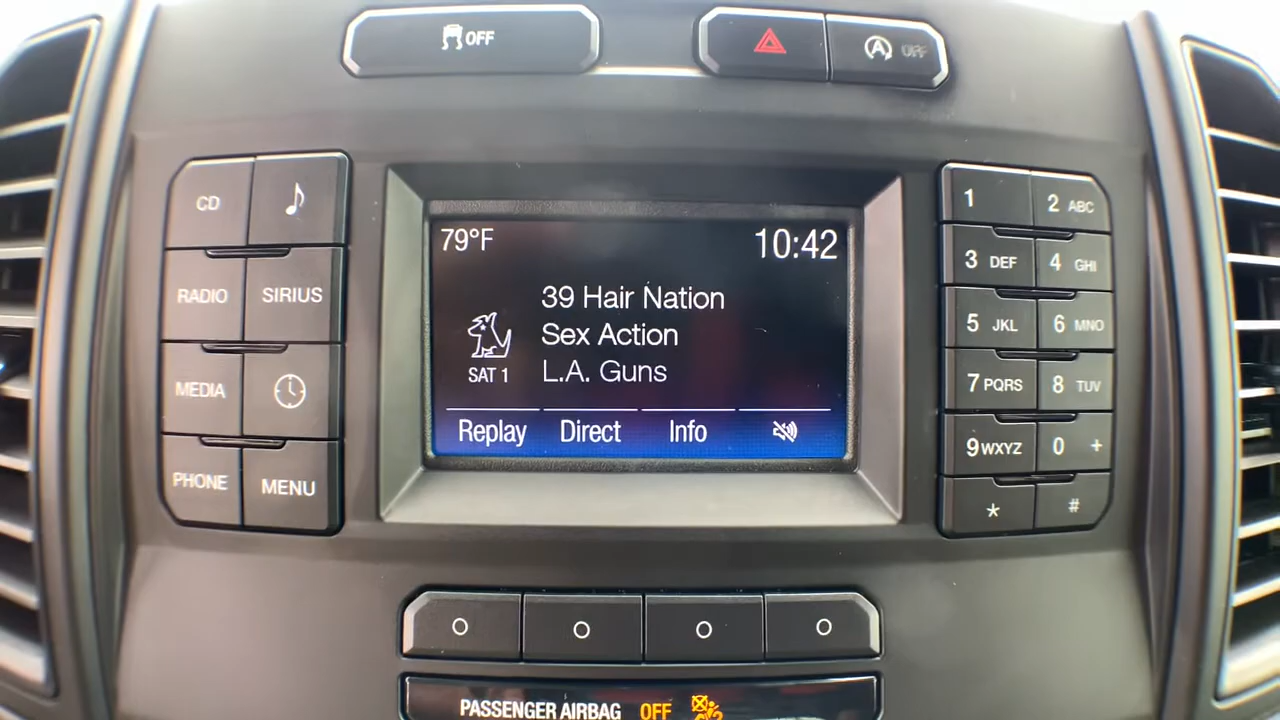 OFF
OFF
CD
RADIO SIRIUS
MEDIA
PHONE MENU
79°F 10:42
39 Hair Nation
Sex Action
L.A. Guns
SAT 1
Replay Direct Info
1 2 ABC
3 DEF 4 GHI
5 JKL 6 MNO
7 PQRS 8 TUV
9 WXYZ 0 +
* #
PASSENGER AIRBAG OFF